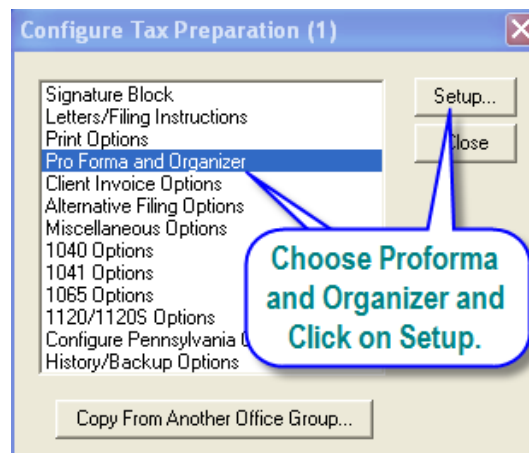 Configure Tax Preparation (1)
Signature Block
Setup...
Letters/Filing Instructions
Print Options
Close
Pro Forma and Organizer
Client Invoice Options
Alternative Filing Options
Miscellaneous Options
1040 Options
1041 Options
1065 Options
1120/1120S Options
Configure Pennsylvania
History/Backup Options
Choose Proforma
and Organizer and
Click on Setup.
Copy From Another Office Group...